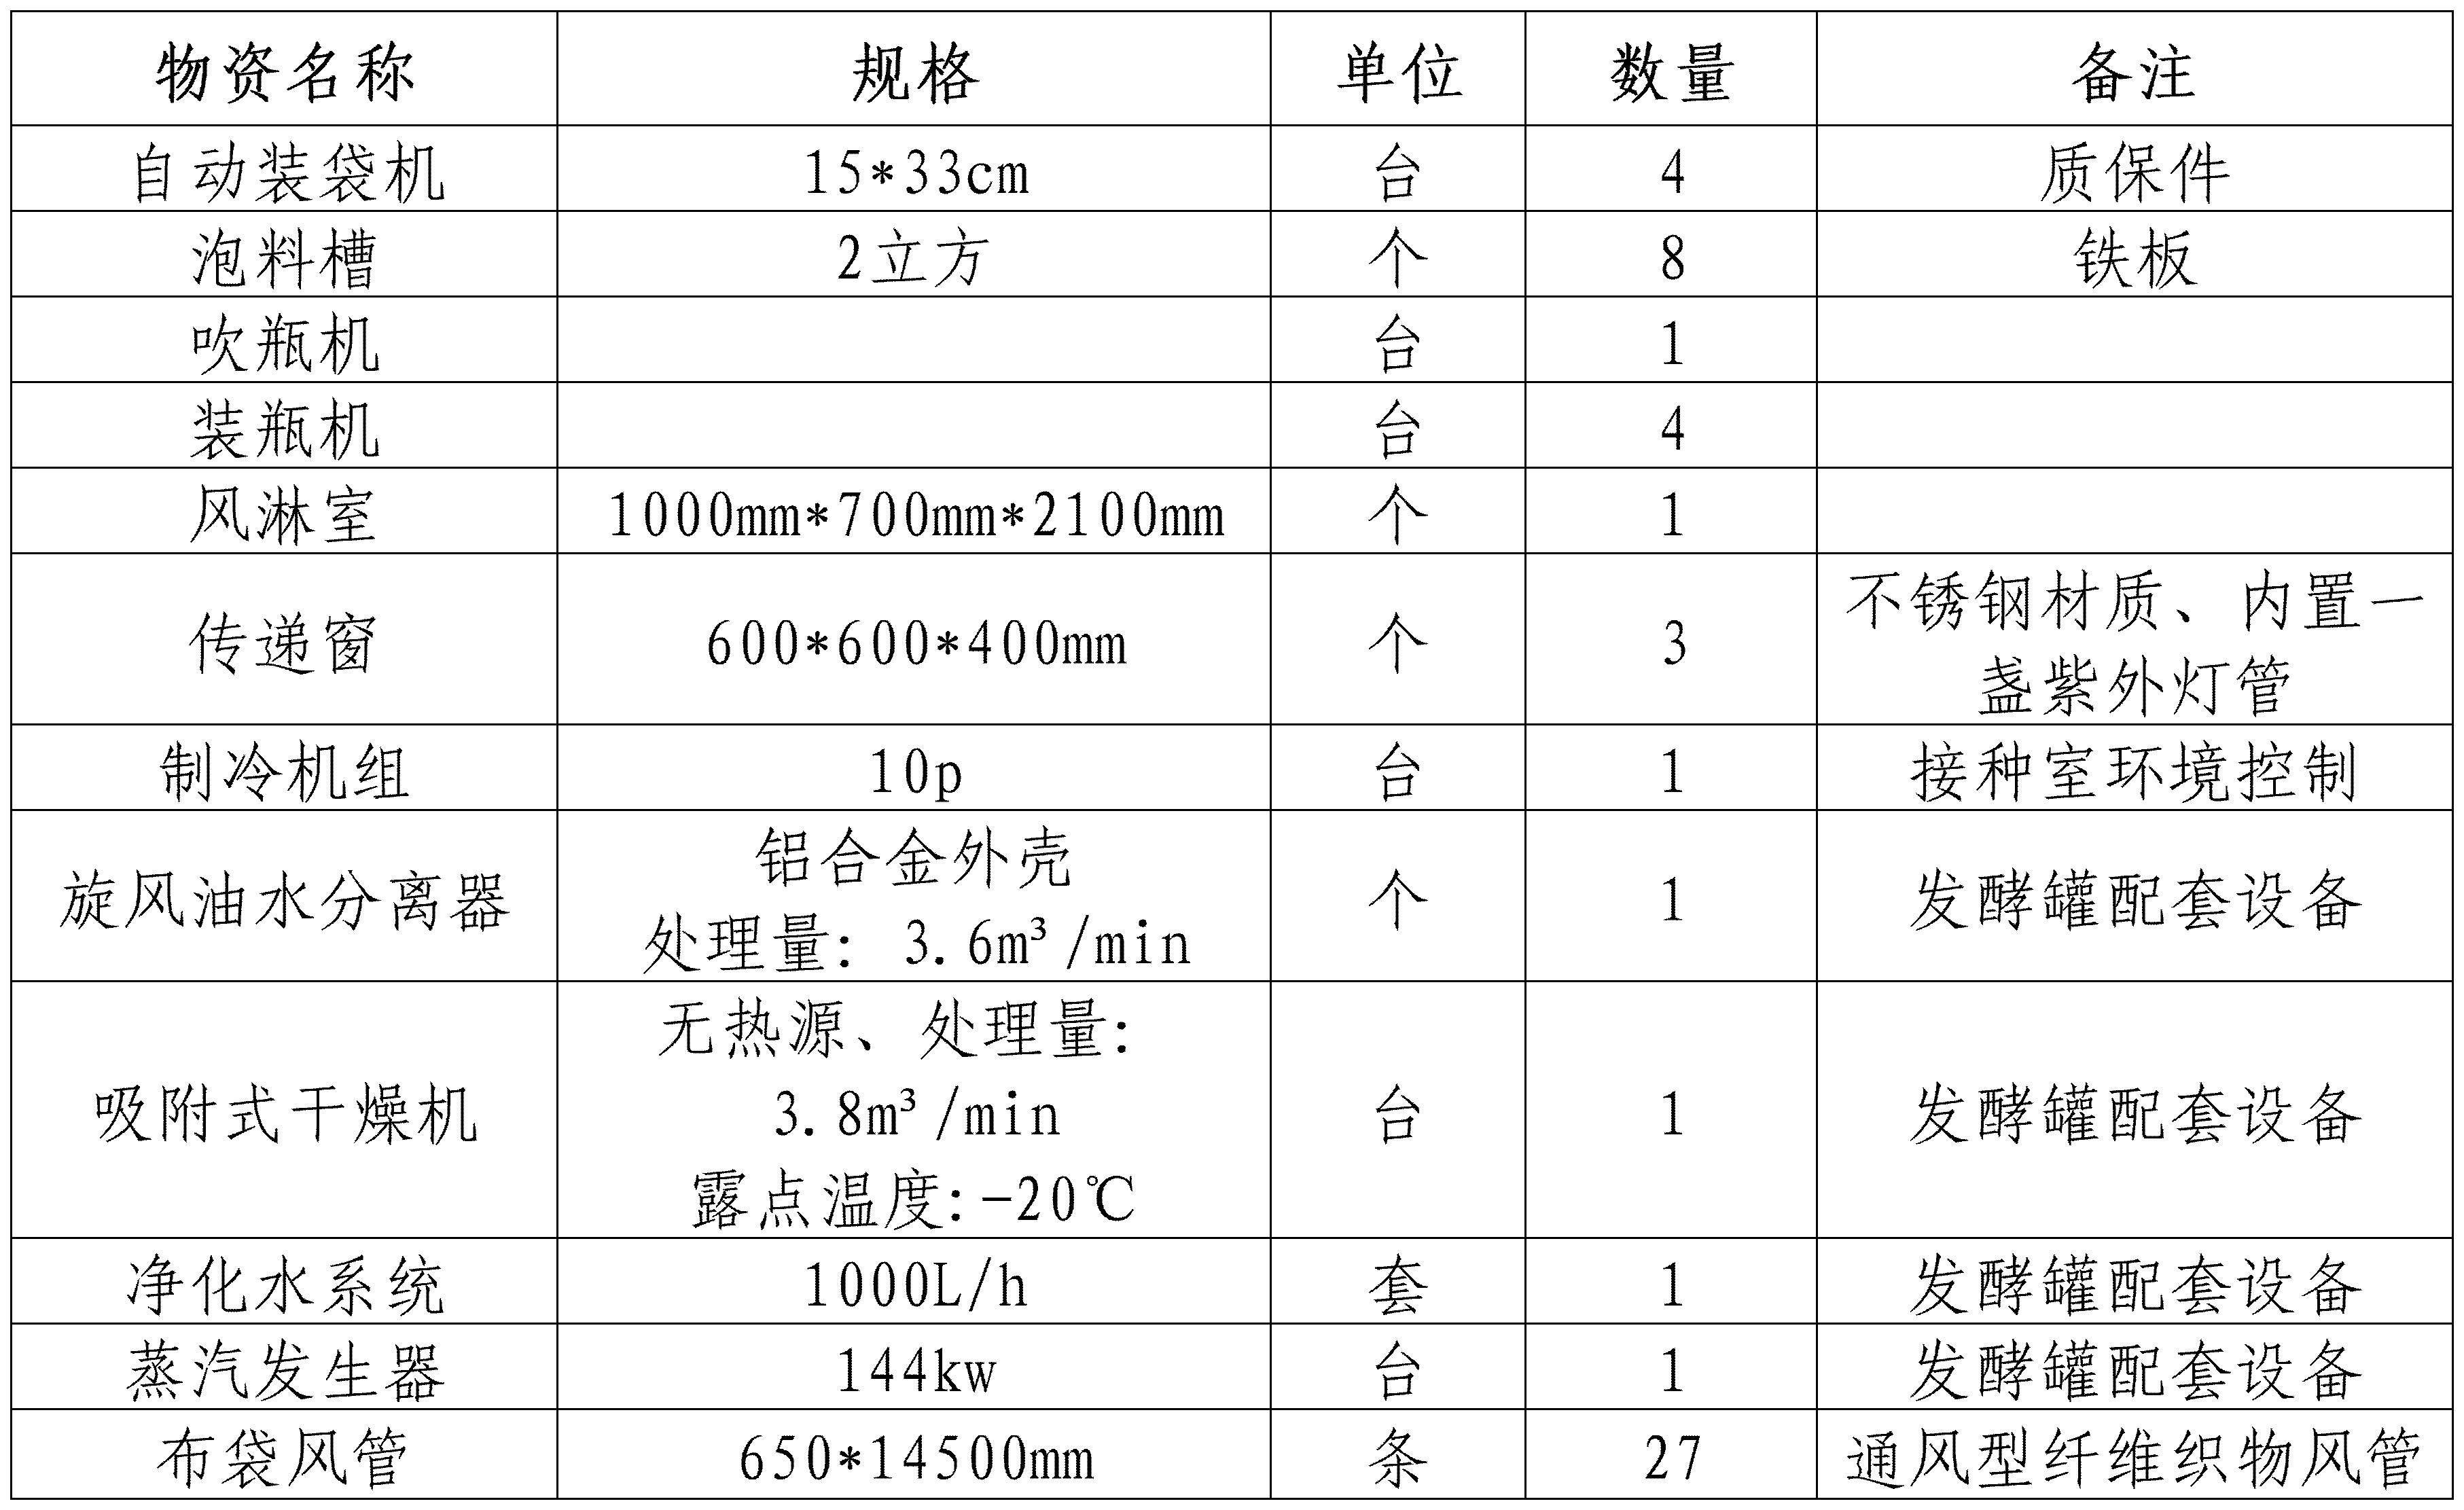 物资名称 规格 单位 数量 备注
自动装袋机 15*33cm 台 4 质保件
泡料槽 2立方 个 8 铁板
吹瓶机 台 1
装瓶机 台 4
风淋室 1000mm*700mm*2100mm 个 1
传递窗 600*600*400mm 个 3 不锈钢材质、内置一
盏紫外灯管
制冷机组 10p 台 1 接种室环境控制
旋风油水分离器 铝合金外壳
处理量: 3.6m³/min 个 1 发酵罐配套设备
吸附式干燥机 无热源、处理量:
3.8m³/min
露点温度:-20℃ 台 1 发酵罐配套设备
净化水系统 1000L/h 套 1 发酵罐配套设备
蒸汽发生器 144kw 台 1 发酵罐配套设备
布袋风管 650*14500mm 条 27 通风型纤维织物风管